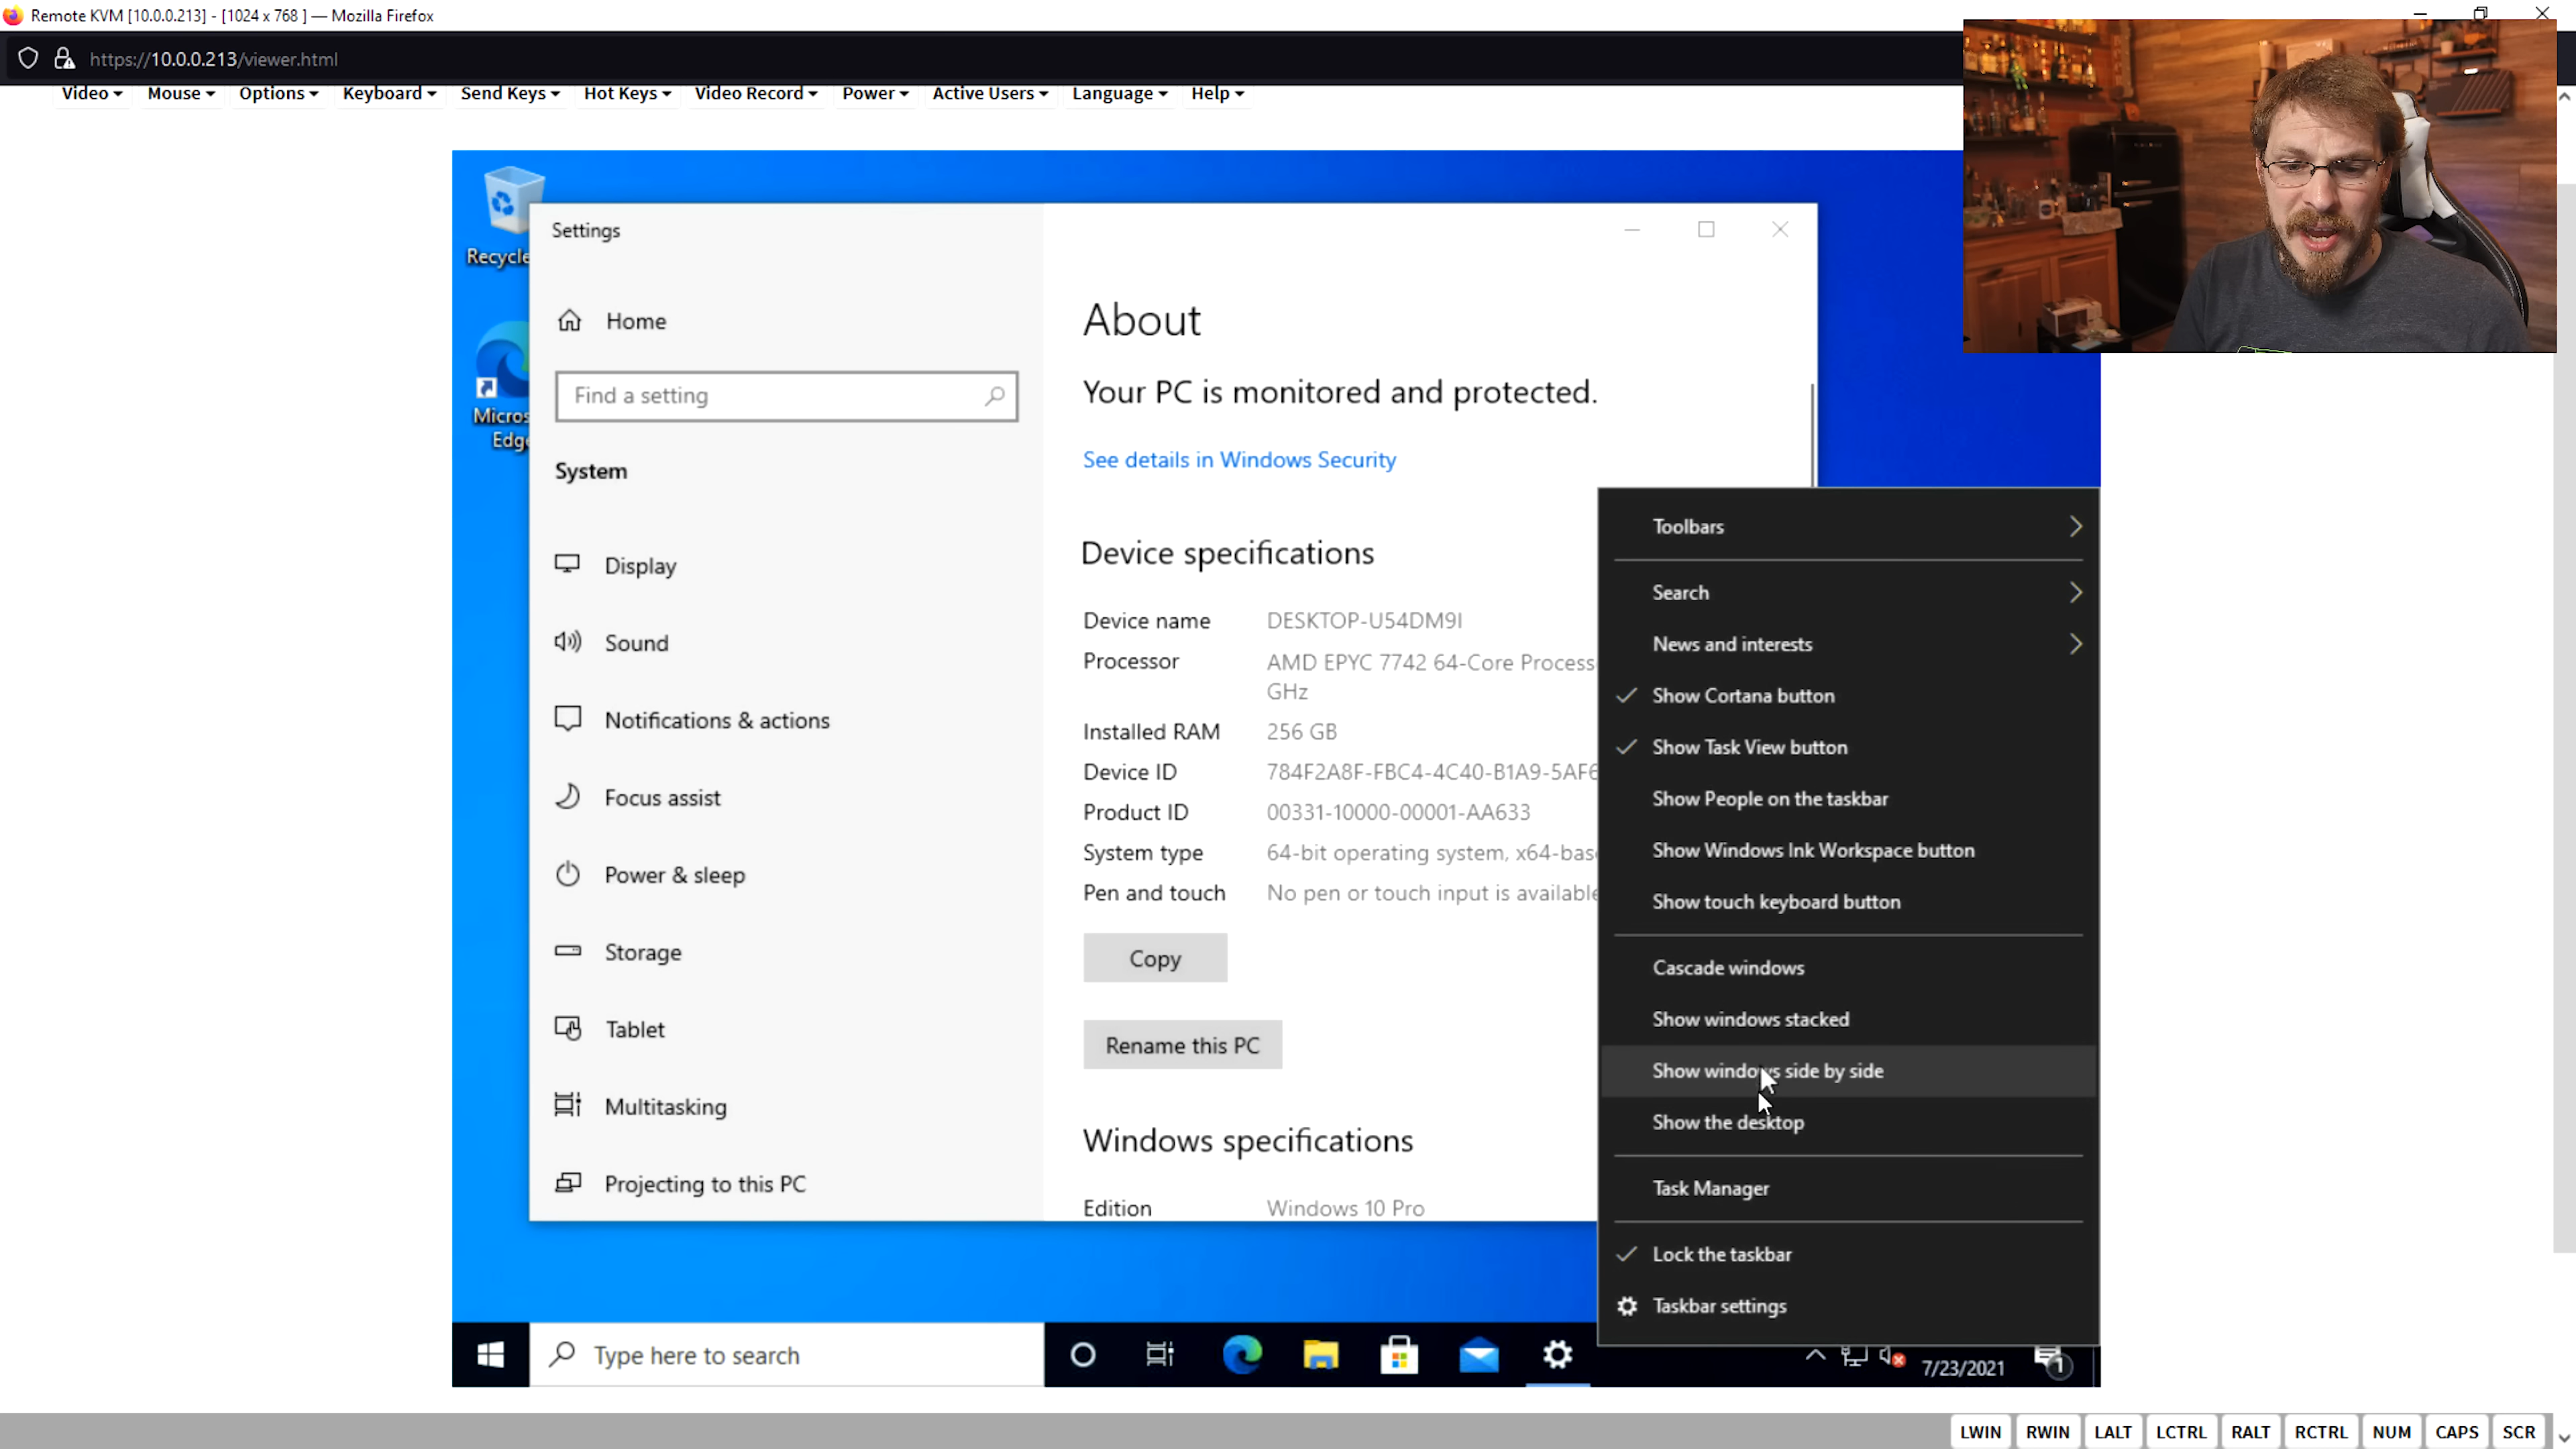 Remote KVM [10.0.0.213] - [1024 x 768 ] — Mozilla Firefox
https://10.0.0.213/viewer.html
Video Mouse Options Keyboard Send Keys Hot Keys Video Record Power Active Users Language Help
Recycle
Micros
Edge
Settings
Home
Find a setting
System
Display
Sound
Notifications & actions
Focus assist
Power & sleep
Storage
Tablet
Multitasking
Projecting to this PC
About
Your PC is monitored and protected.
See details in Windows Security
Device specifications
Device name DESKTOP-U54DM9I
Processor AMD EPYC 7742 64-Core Process
GHz
Installed RAM 256 GB
Device ID 784F2A8F-FBC4-4C40-B1A9-5AF6
Product ID 00331-10000-00001-AA633
System type 64-bit operating system, x64-bas
Pen and touch No pen or touch input is available
Copy
Rename this PC
Windows specifications
Edition Windows 10 Pro
Toolbars
Search
News and interests
Show Cortana button
Show Task View button
Show People on the taskbar
Show Windows Ink Workspace button
Show touch keyboard button
Cascade windows
Show windows stacked
Show windows side by side
Show the desktop
Task Manager
Lock the taskbar
Taskbar settings
Type here to search
7/23/2021
1
LWIN RWIN LALT LCTRL RALT RCTRL NUM CAPS SCR